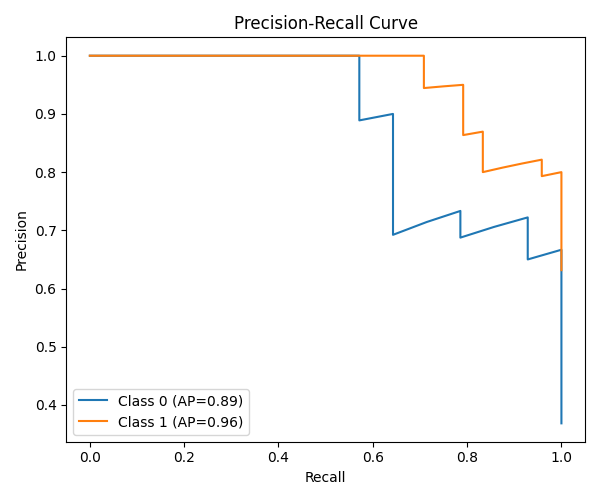 Precision-Recall Curve
1.0
0.9
0.8
0.7
0.6
0.5
0.4
Precision
Class 0 (AP=0.89)
Class 1 (AP=0.96)
0.0 0.2 0.4 0.6 0.8 1.0
Recall